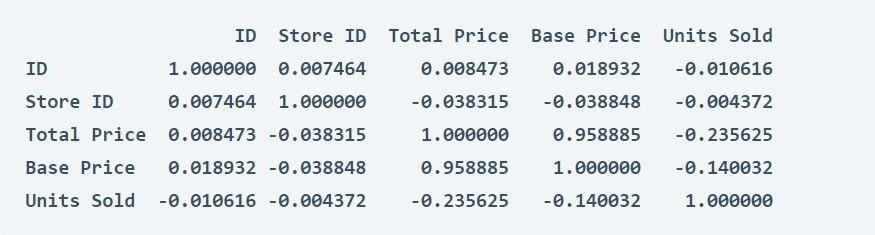 ID Store ID Total Price Base Price Units Sold
ID 1.000000 0.007464 0.008473 0.018932 -0.010616
Store ID 0.007464 1.000000 -0.038315 -0.038848 -0.004372
Total Price 0.008473 -0.038315 1.000000 0.958885 -0.235625
Base Price 0.018932 -0.038848 0.958885 1.000000 -0.140032
Units Sold -0.010616 -0.004372 -0.235625 -0.140032 1.000000